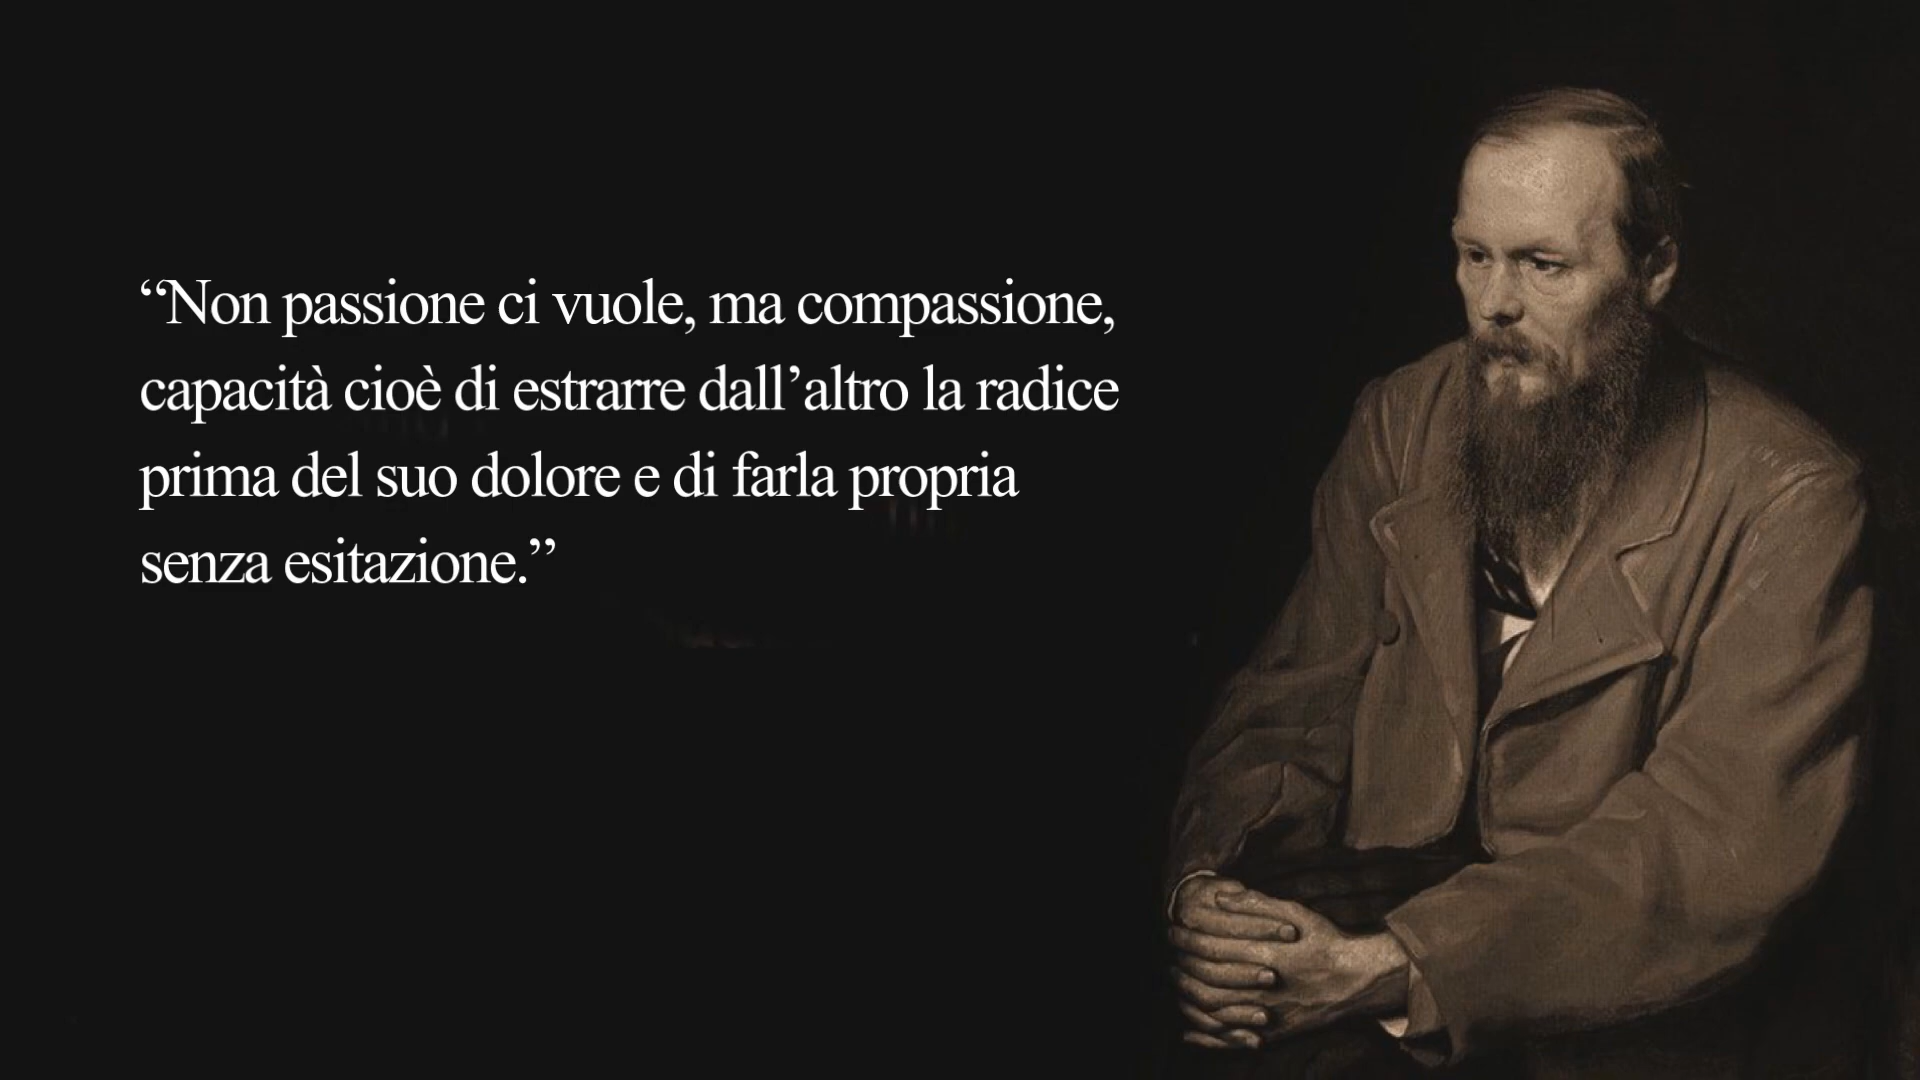 “Non passione ci vuole, ma compassione,
capacità cioè di estrarre dall’altro la radice
prima del suo dolore e di farla propria
senza esitazione.”